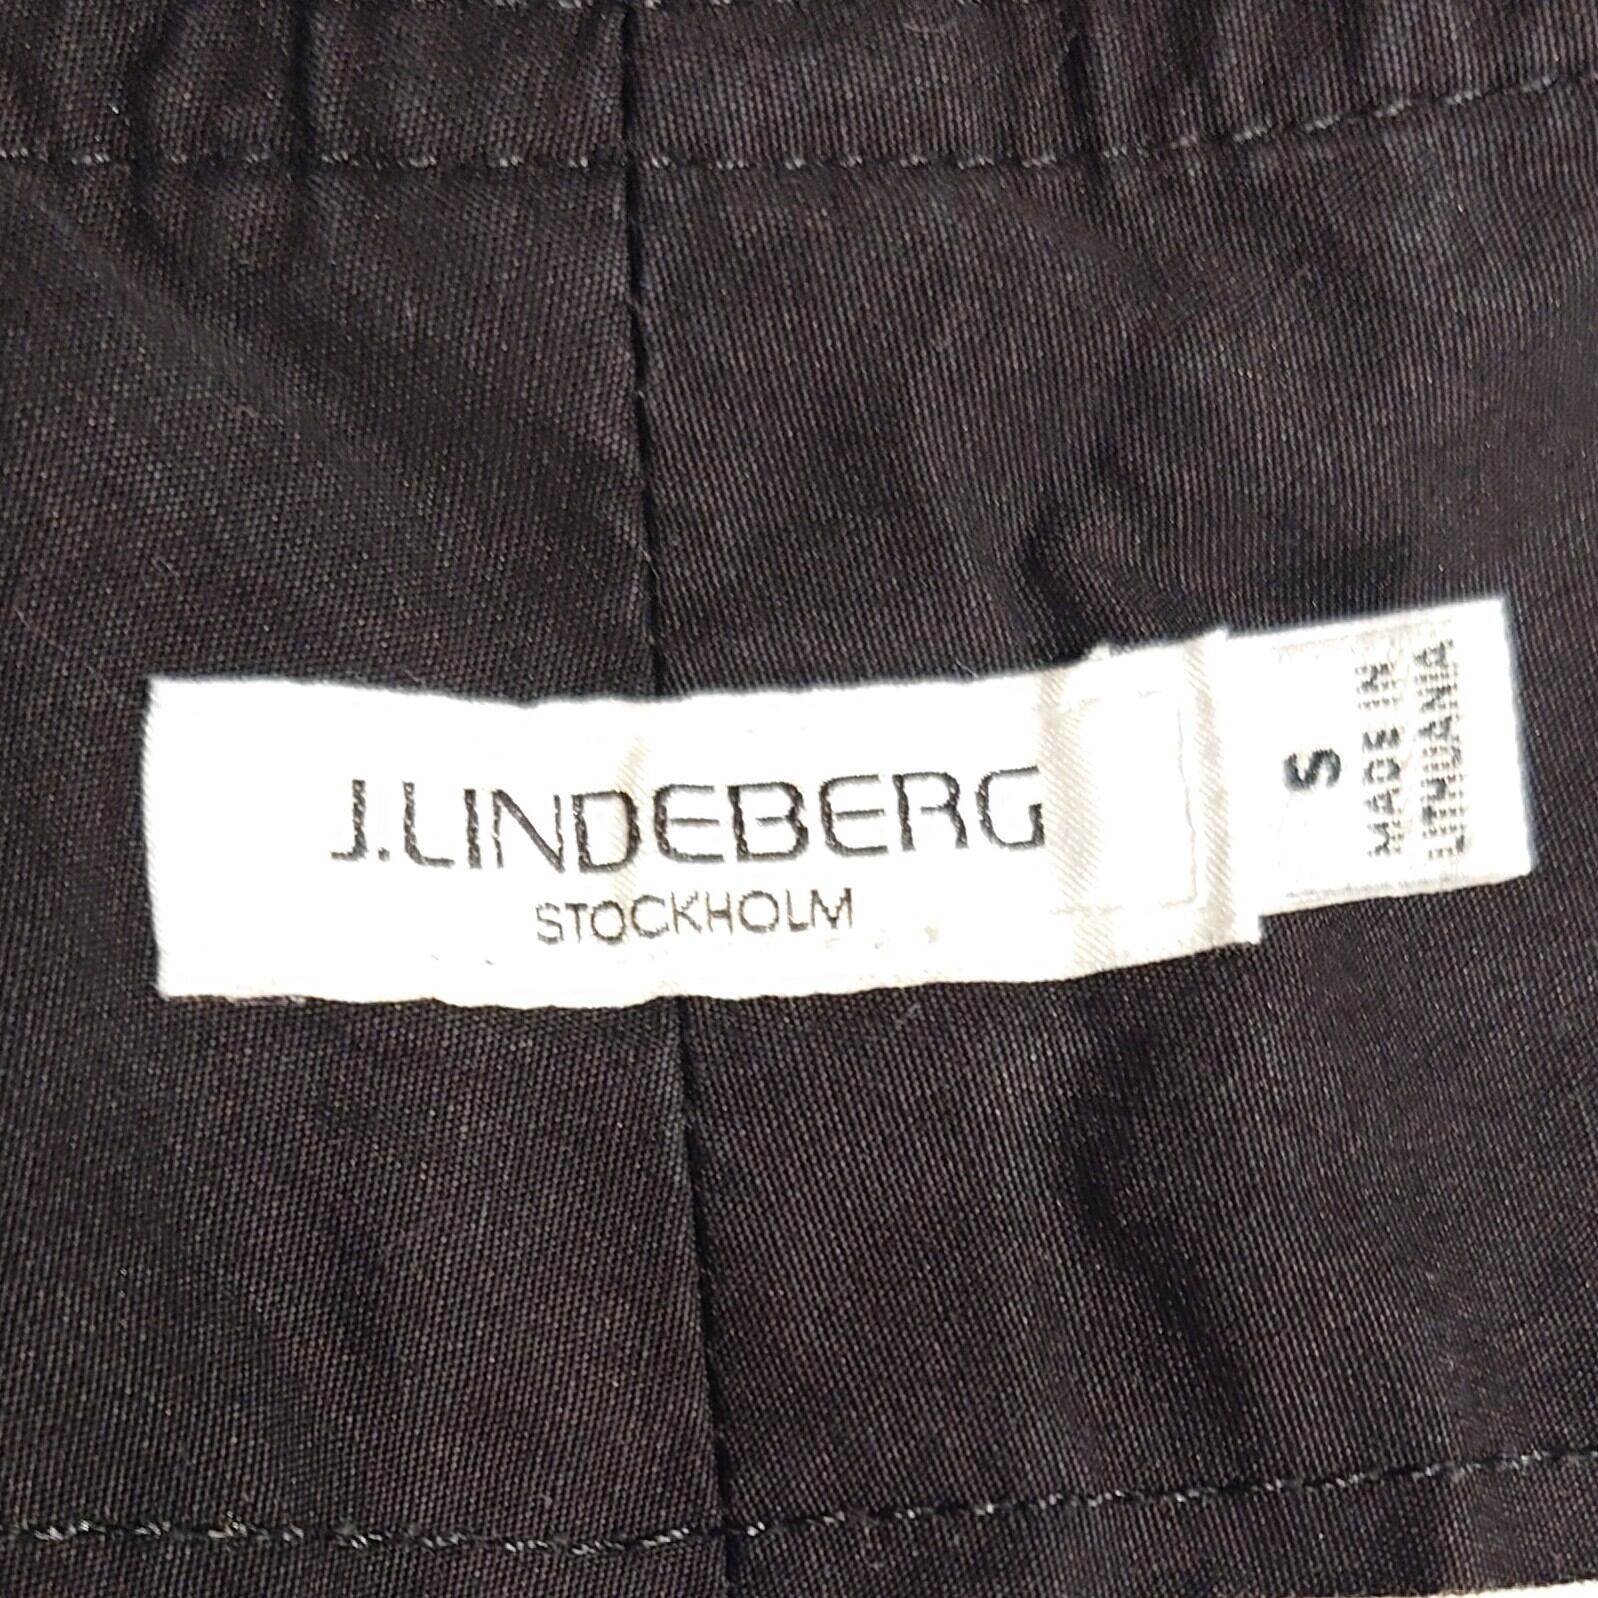 J.LINDEBERG
STOCKHOLM
S
MADE IN
LITHUANIA